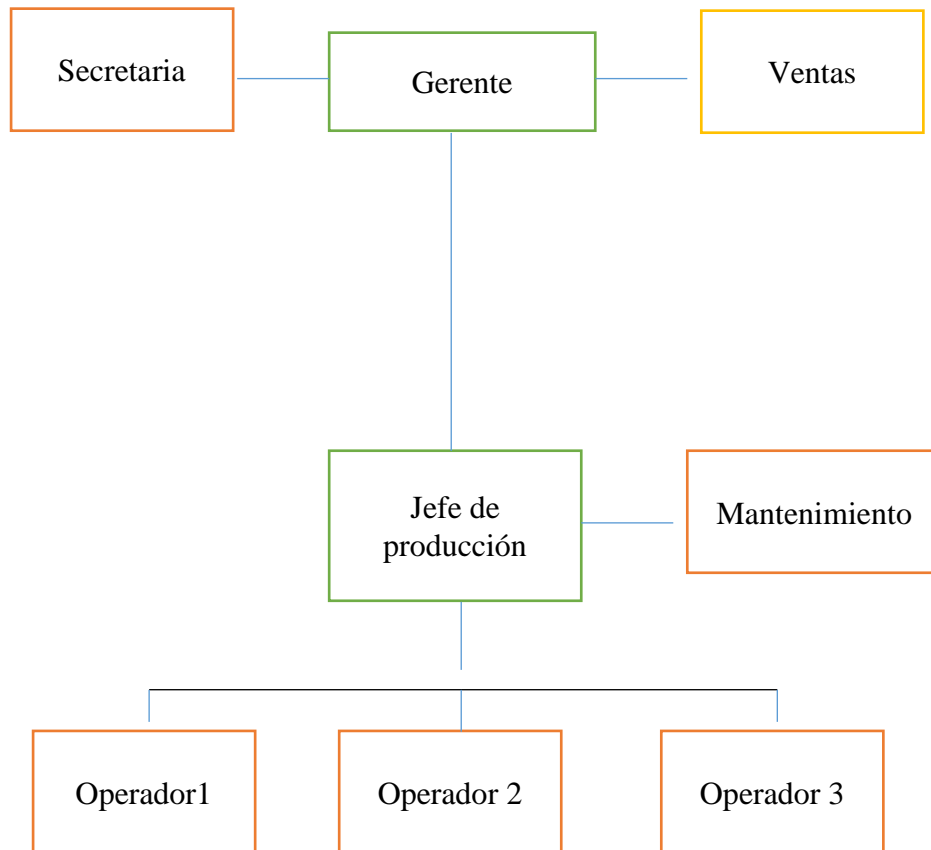 Secretaria
Gerente
Ventas
Jefe de
producción
Mantenimiento
Operador1
Operador 2
Operador 3